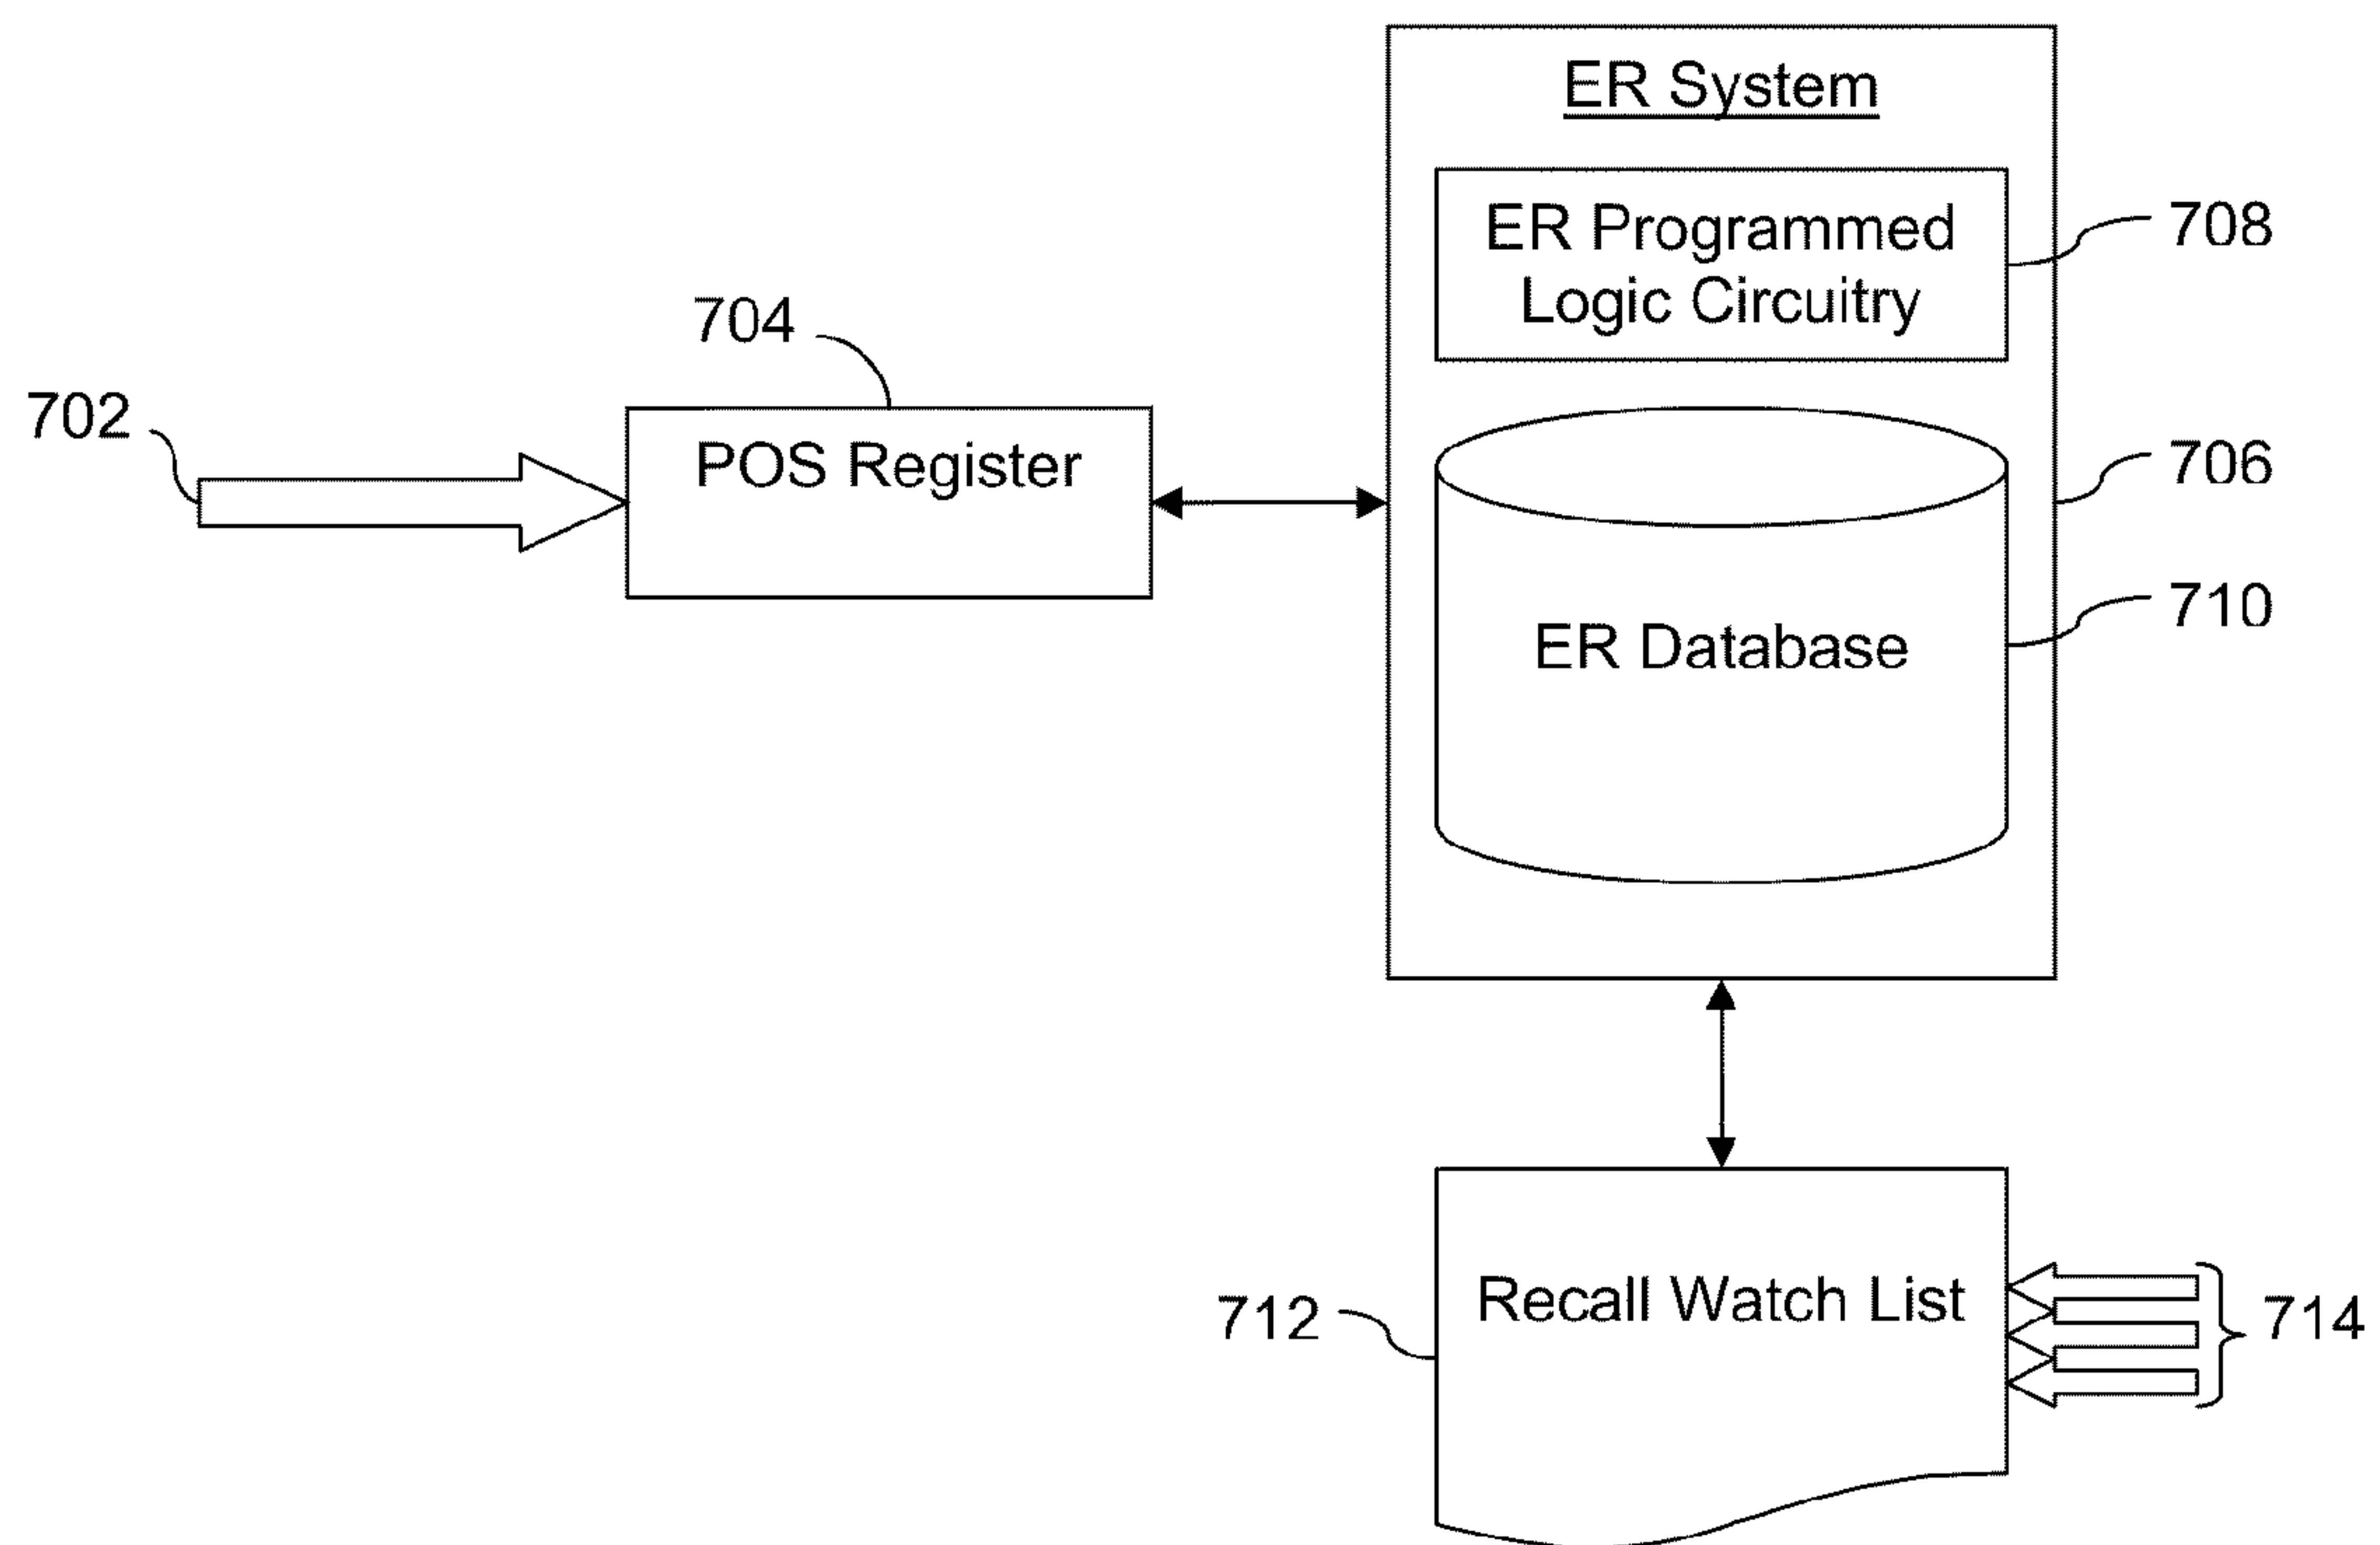 ER System
ER Programmed
Logic Circuitry
708
704
702
POS Register
706
710
ER Database
Recall Watch List
712
714